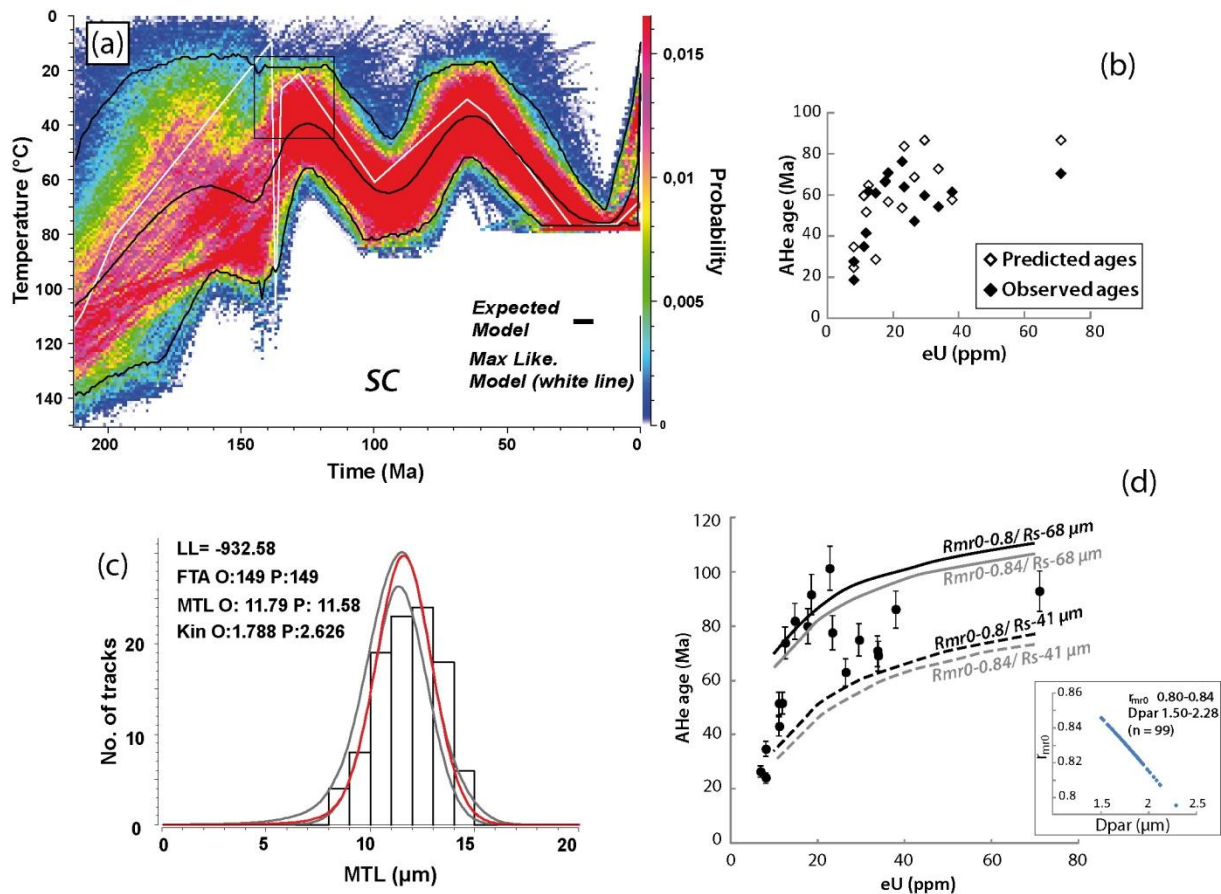 (a)
0
20
40
60
80
100
120
140
Temperature (°C)
200
150
100
50
0
Time (Ma)
Expected
Model
Max Like.
Model (white line)
SC
0,015
0,01
0,005
0
Probability
(b)
100
80
60
40
20
0
AHe age (Ma)
0
20
40
60
80
eU (ppm)
Predicted ages
Observed ages
(c)
LL= -932.58
FTA O:149 P:149
MTL O: 11.79 P: 11.58
Kin O:1.788 P:2.626
20
10
0
No. of tracks
0
5
10
15
20
MTL (µm)
(d)
120
100
80
60
40
20
0
AHe age (Ma)
0
20
40
60
80
eU (ppm)
Rmr0-0.8/ Rs-68 µm
Rmr0-0.84/ Rs-68 µm
Rmr0-0.8/ Rs-41 µm
Rmr0-0.84/ Rs-41 µm
0.86
0.84
0.82
0.8
rmr0
rmr0 0.80-0.84
Dpar 1.50-2.28
(n = 99)
1.5
2
2.5
Dpar (µm)